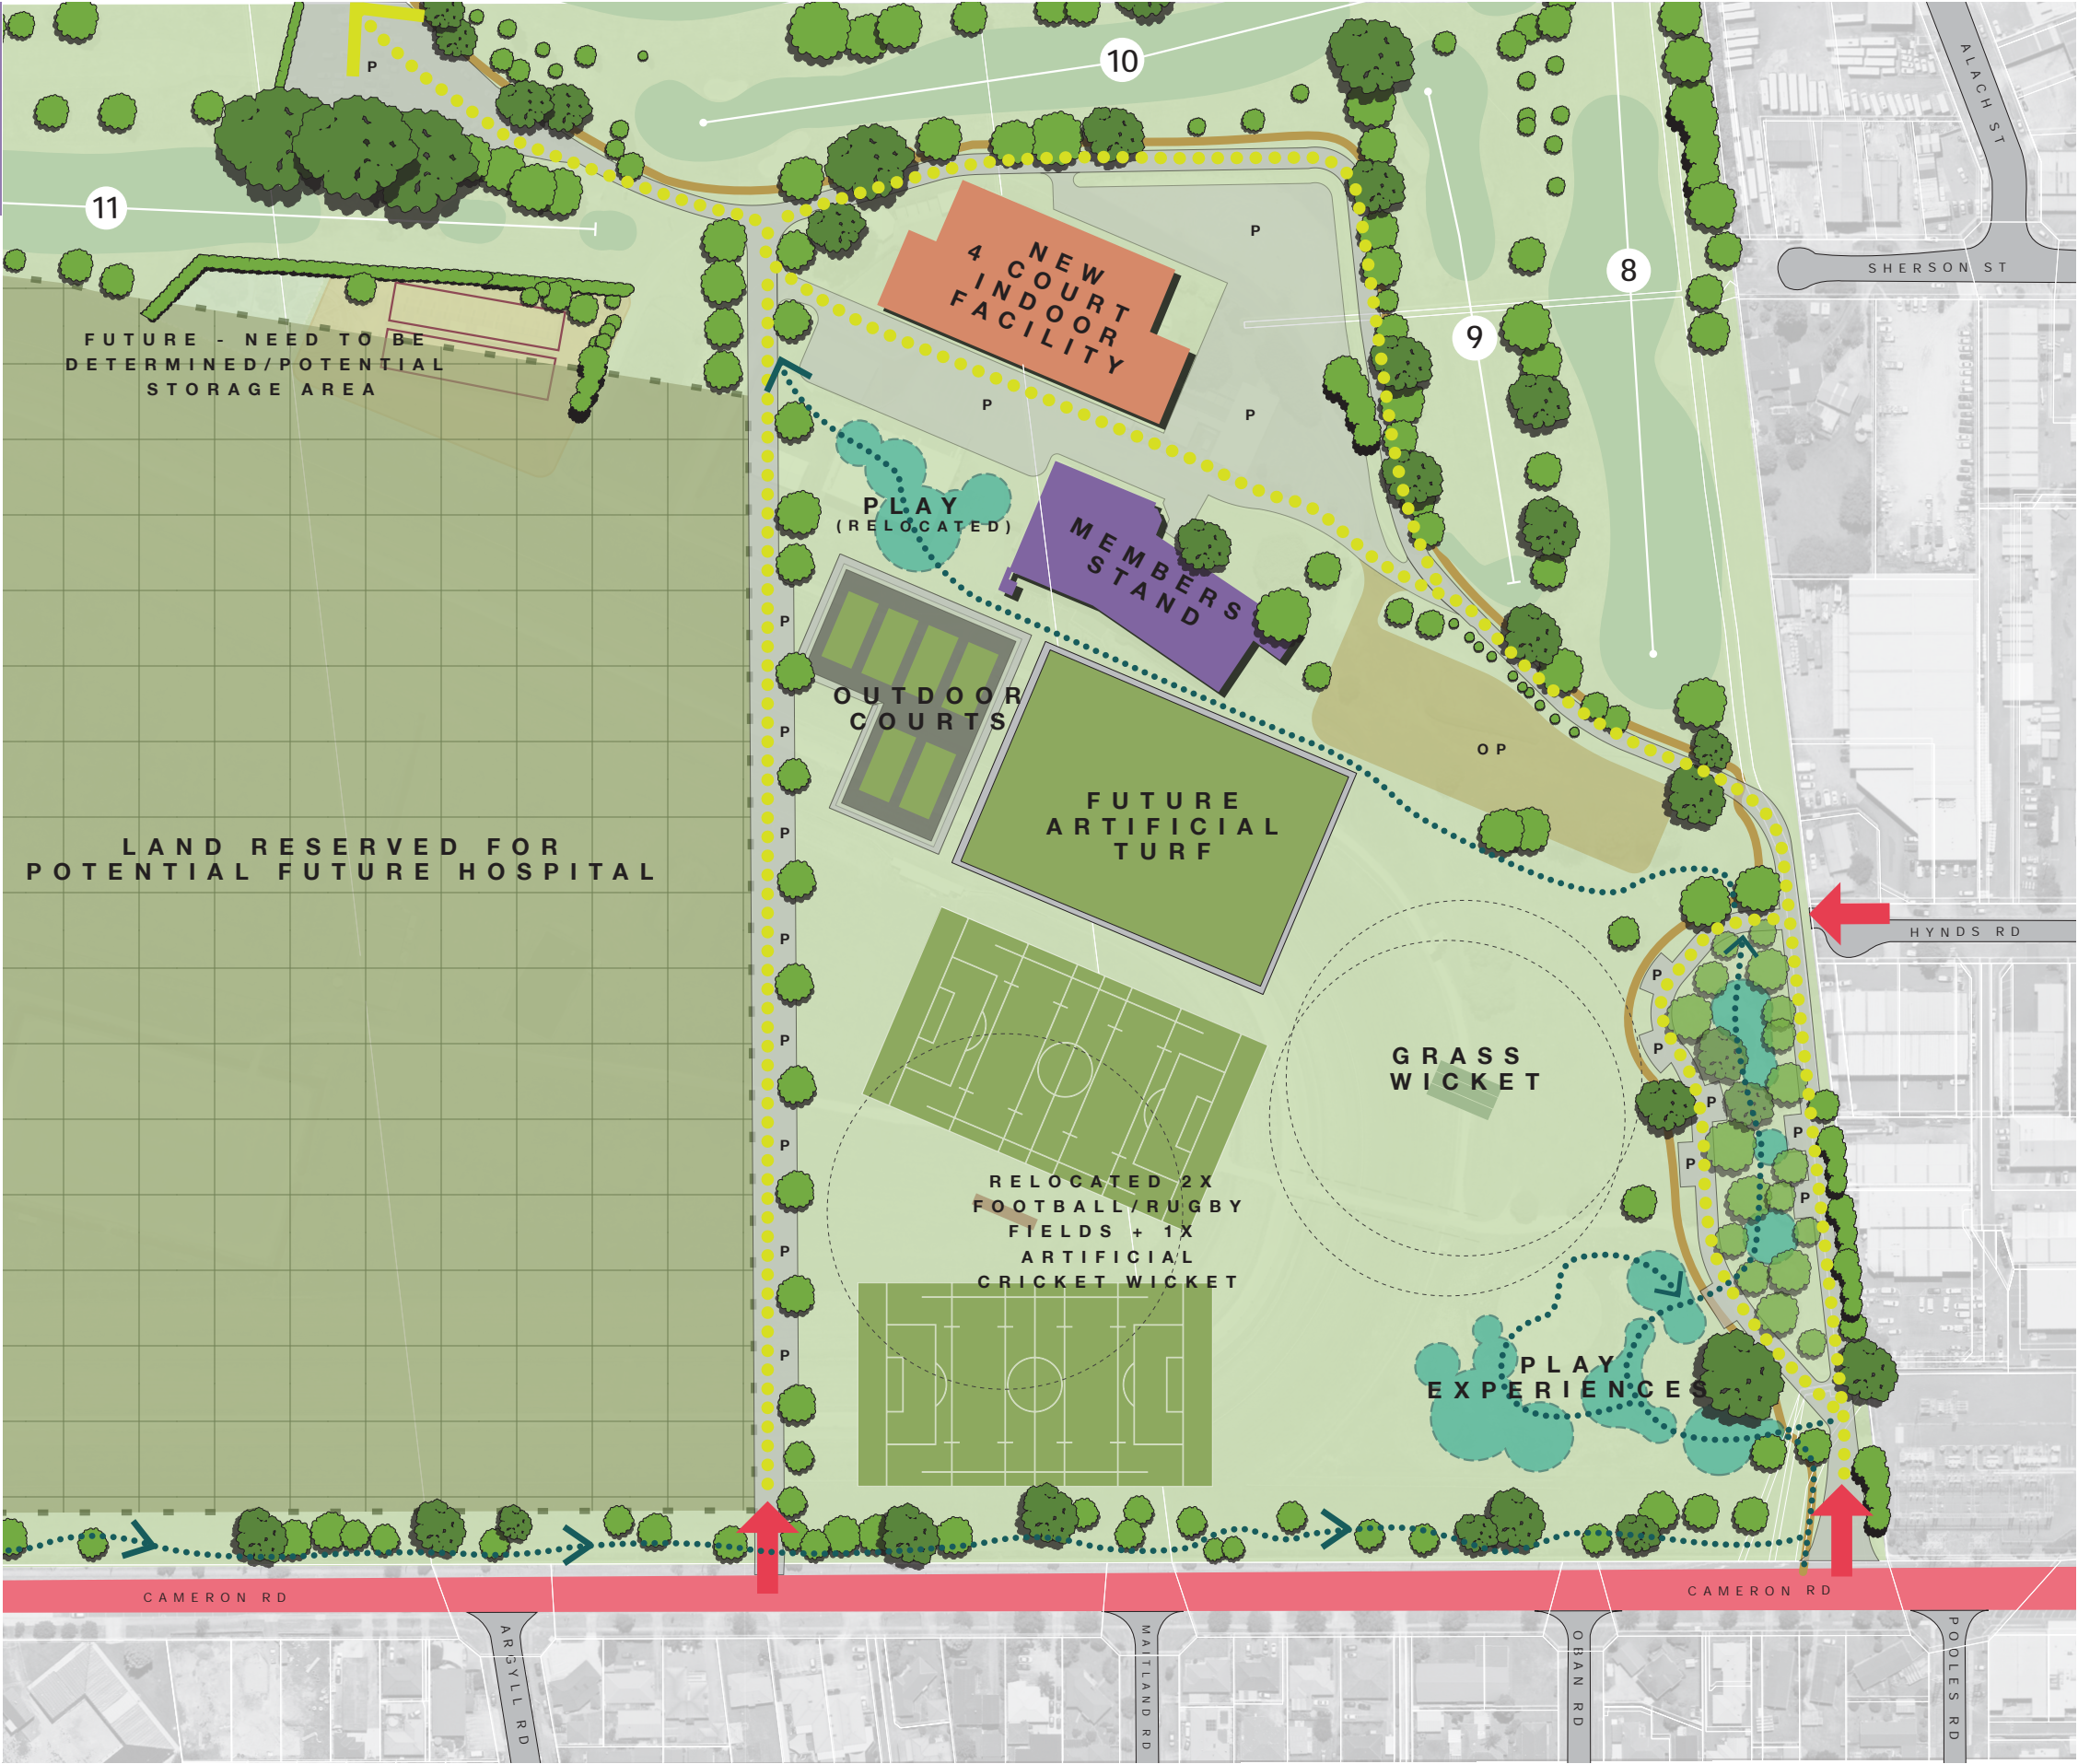 10
P
ALACH ST
11
P
8
SHERSON ST
NEW
4 COURT
INDOOR
FACILITY
9
FUTURE - NEED TO BE
DETERMINED/POTENTIAL
STORAGE AREA
P
P
PLAY
(RELOCATED)
MEMBERS
STAND
P
OUTDOOR
COURTS
P
OP
FUTURE
ARTIFICIAL
TURF
P
LAND RESERVED FOR
POTENTIAL FUTURE HOSPITAL
HYNDS RD
P
P
P
P
GRASS
WICKET
P
P
P
P
P
RELOCATED 2X
FOOTBALL/RUGBY
FIELDS + 1X
ARTIFICIAL
CRICKET WICKET
P
P
P
PLAY
EXPERIENCES
CAMERON RD
CAMERON RD
ARGYLL RD
MAITLAND RD
OBAN RD
POOLES RD